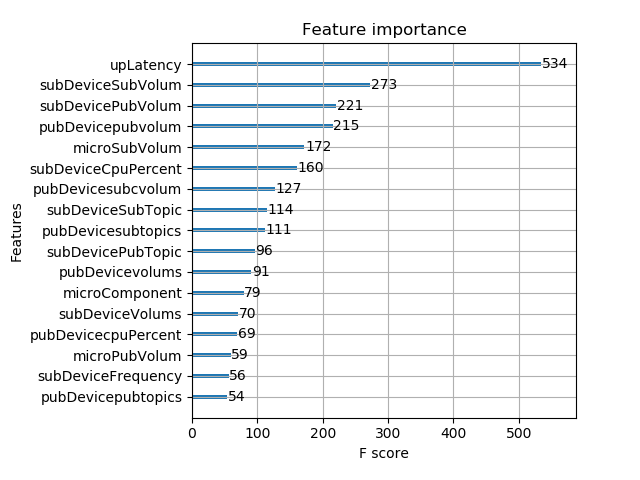 Feature importance
upLatency 534
subDeviceSubVolum 273
subDevicePubVolum 221
pubDevicepubvolum 215
microSubVolum 172
subDeviceCpuPercent 160
pubDevicesubcvolum 127
subDeviceSubTopic 114
pubDevicesubtopics 111
subDevicePubTopic 96
pubDevicevolums 91
microComponent 79
subDeviceVolums 70
pubDevicecpuPercent 69
microPubVolum 59
subDeviceFrequency 56
pubDevicepubtopics 54
Features
0 100 200 300 400 500
F score